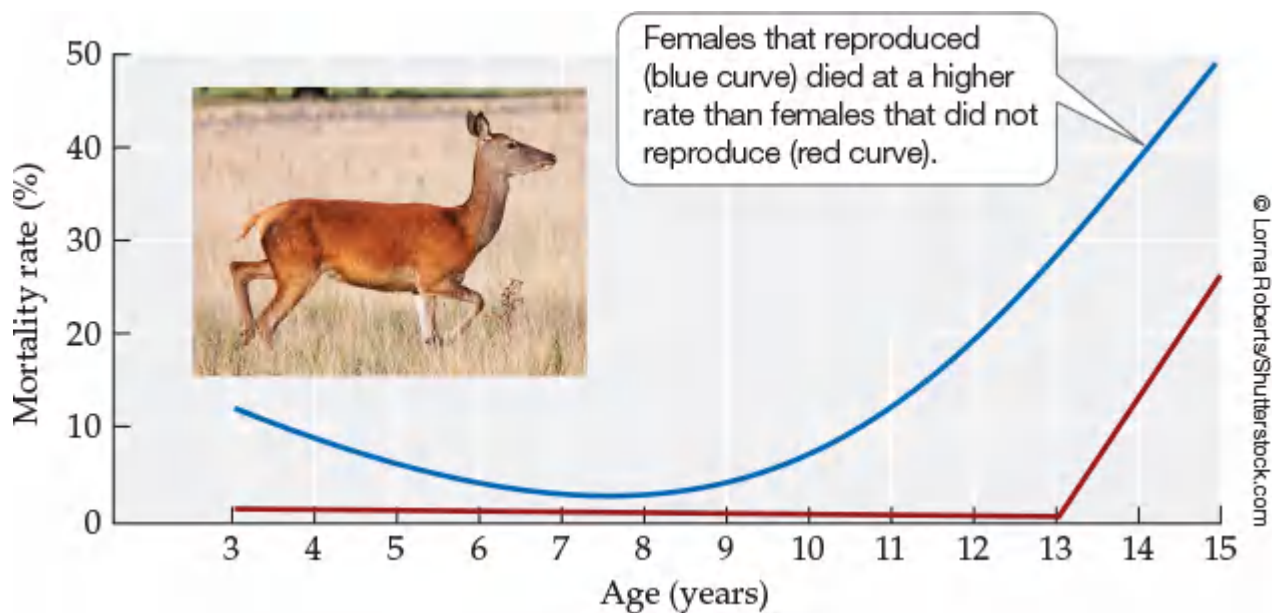 Females that reproduced
(blue curve) died at a higher
rate than females that did not
reproduce (red curve).
50
40
30
20
10
0
Mortality rate (%)
3 4 5 6 7 8 9 10 11 12 13 14 15
Age (years)
© Lorna Roberts/Shutterstock.com